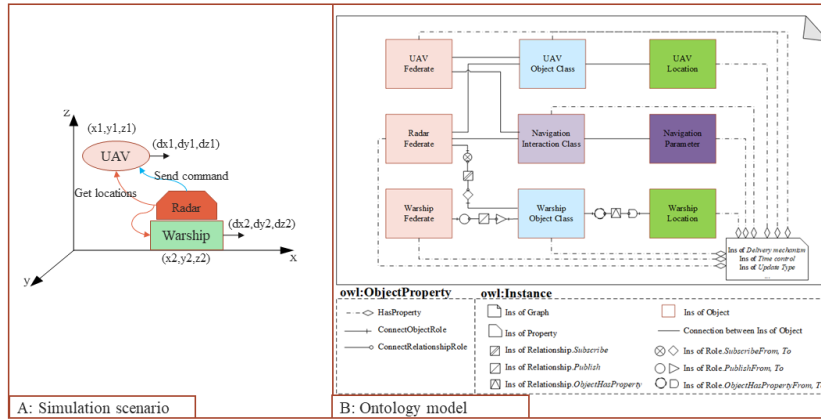 z
(x1,y1,z1)
(dx1,dy1,dz1)
UAV
Send command
Get locations
Radar
(dx2,dy2,dz2)
Warship
x
(x2,y2,z2)
y
A: Simulation scenario
UAV
Federate
UAV
Object Class
UAV
Location
Radar
Federate
Navigation
Interaction Class
Navigation
Parameter
Warship
Federate
Warship
Object Class
Warship
Location
Ins of Delivery mechanism
Ins of Time control
Ins of Update Type
...
owl:ObjectProperty
HasProperty
ConnectObjectRole
ConnectRelationshipRole
owl:Instance
Ins of Graph
Ins of Property
Ins of Relationship.Subscribe
Ins of Relationship.Publish
Ins of Relationship.ObjectHasProperty
Ins of Object
Connection between Ins of Object
Ins of Role.SubscribeFrom, To
Ins of Role.PublishFrom, To
Ins of Role.ObjectHasPropertyFrom, To
B: Ontology model